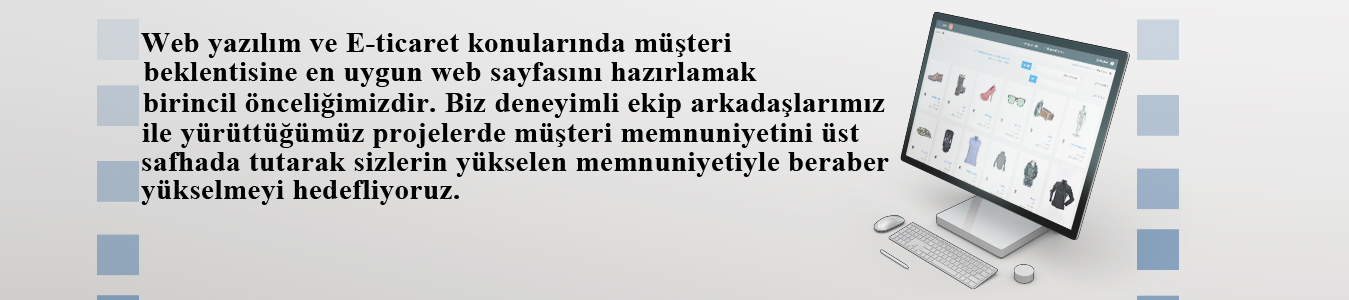 Web yazılım ve E-ticaret konularında müşteri
beklentisine en uygun web sayfasını hazırlamak
birincil önceliğimizdir. Biz deneyimli ekip arkadaşlarımız
ile yürüttüğümüz projelerde müşteri memnuniyetini üst
safhada tutarak sizlerin yükselen memnuniyetiyle beraber
yükselmeyi hedefliyoruz.